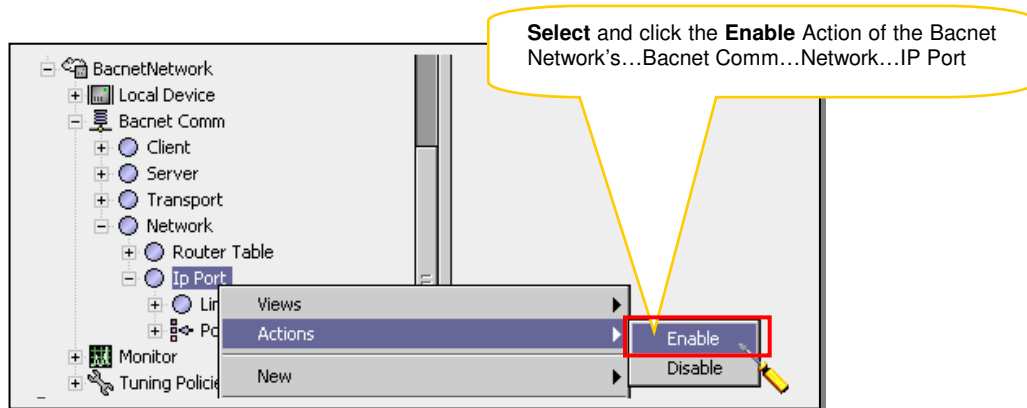 Select and click the Enable Action of the Bacnet
Network's…Bacnet Comm…Network…IP Port
BacnetNetwork
Local Device
Bacnet Comm
Client
Server
Transport
Network
Router Table
Ip Port
Views
Actions
Enable
Monitor
Disable
New